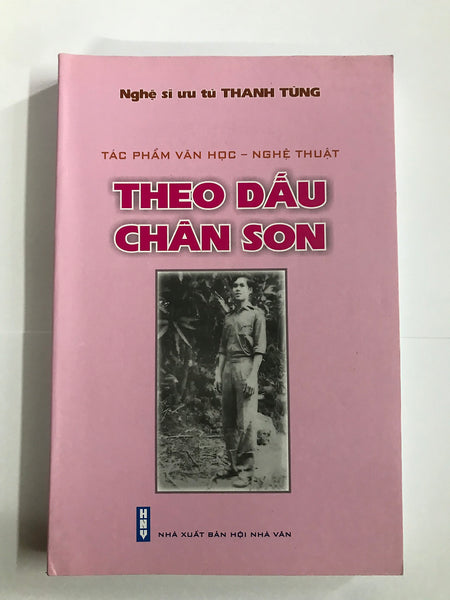 Nghệ sĩ ưu tú THANH TÙNG
TÁC PHẨM VĂN HỌC – NGHỆ THUẬT
THEO DẤU
CHÂN SON
HNV
NHÀ XUẤT BẢN HỘI NHÀ VĂN